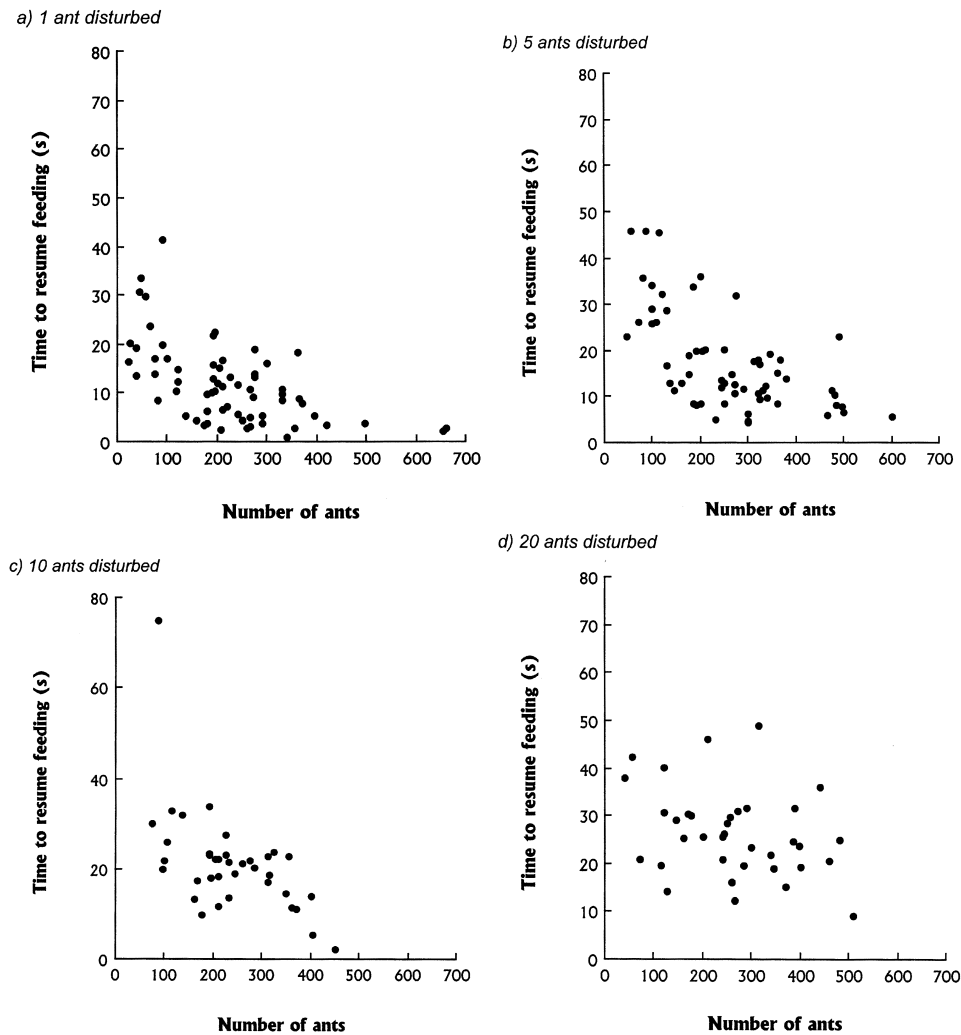 a) 1 ant disturbed
80
70
60
50
40
30
20
10
0
Time to resume feeding (s)
0 100 200 300 400 500 600 700
Number of ants
b) 5 ants disturbed
80
70
60
50
40
30
20
10
0
Time to resume feeding (s)
0 100 200 300 400 500 600 700
Number of ants
c) 10 ants disturbed
80
60
40
20
0
Time to resume feeding (s)
0 100 200 300 400 500 600 700
Number of ants
d) 20 ants disturbed
80
70
60
50
40
30
20
10
0
Time to resume feeding (s)
0 100 200 300 400 500 600 700
Number of ants